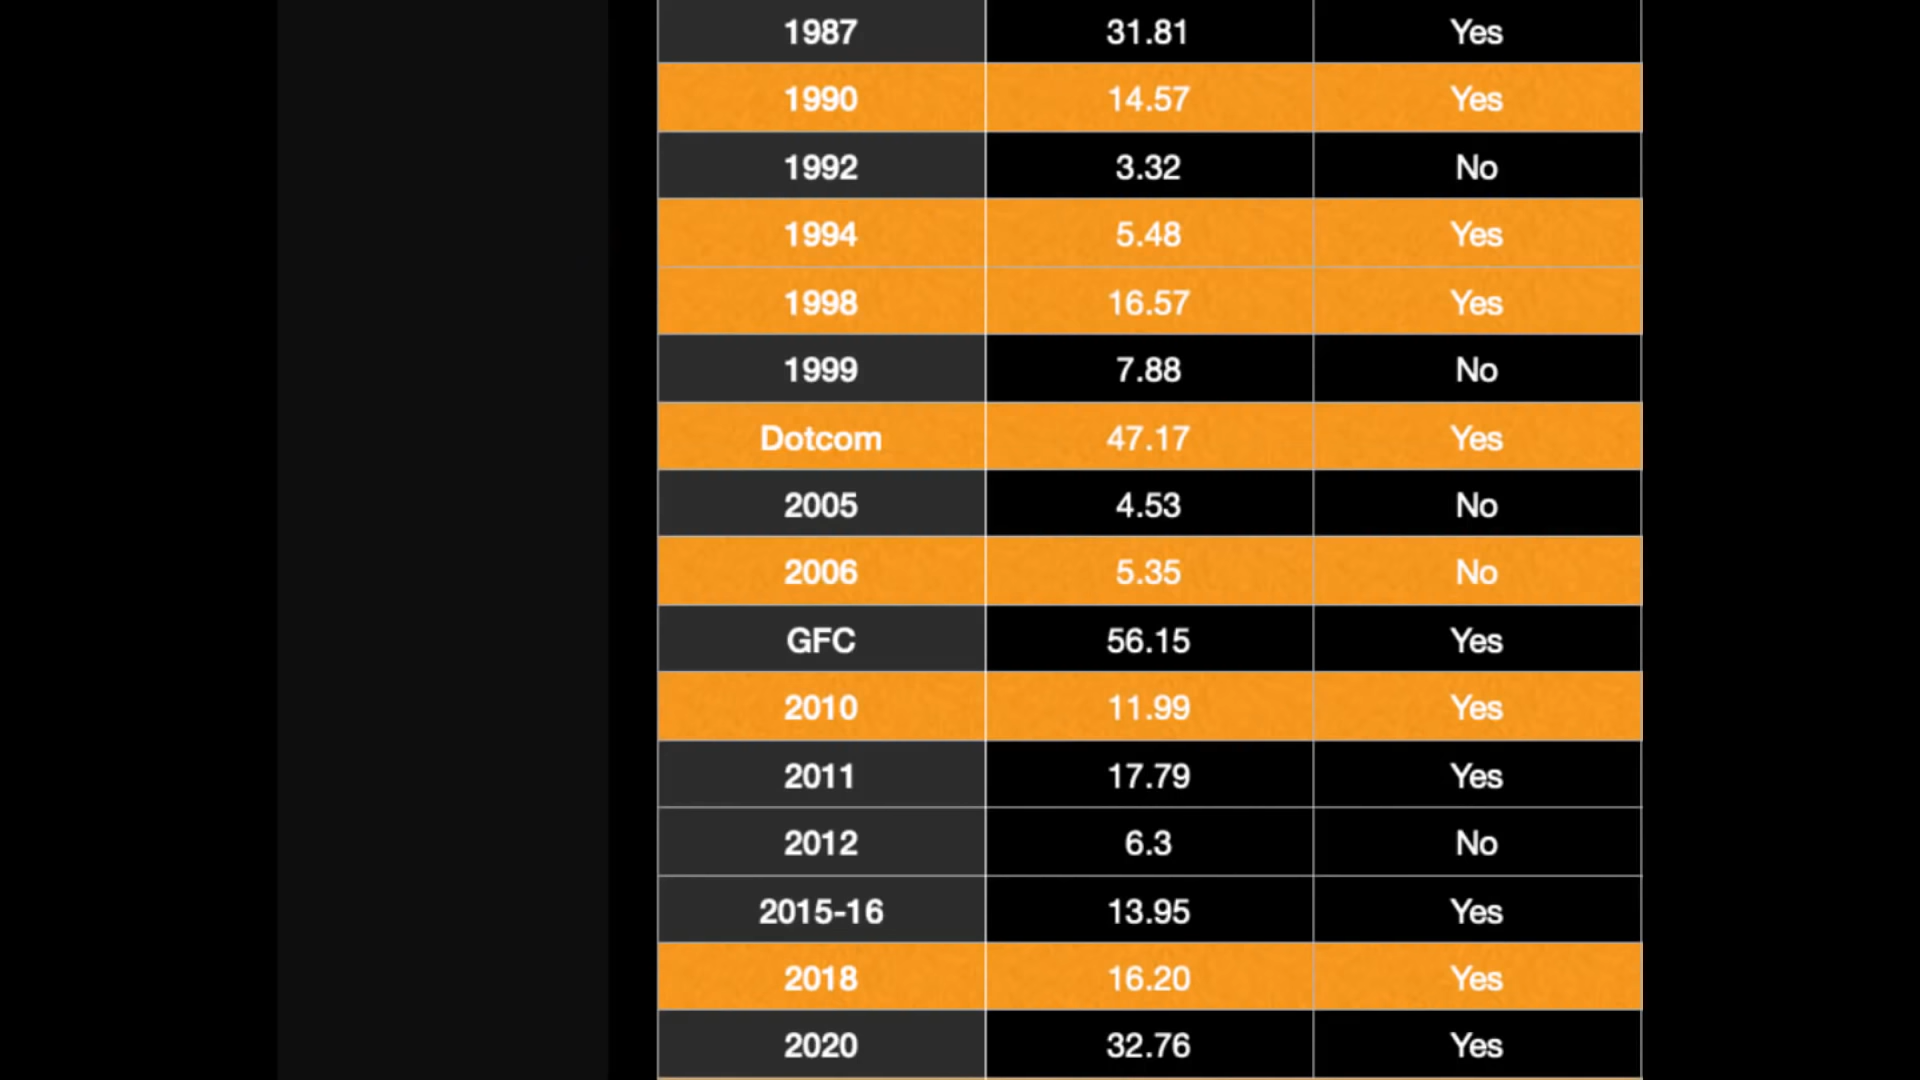 1987 31.81 Yes
1990 14.57 Yes
1992 3.32 No
1994 5.48 Yes
1998 16.57 Yes
1999 7.88 No
Dotcom 47.17 Yes
2005 4.53 No
2006 5.35 No
GFC 56.15 Yes
2010 11.99 Yes
2011 17.79 Yes
2012 6.3 No
2015-16 13.95 Yes
2018 16.20 Yes
2020 32.76 Yes